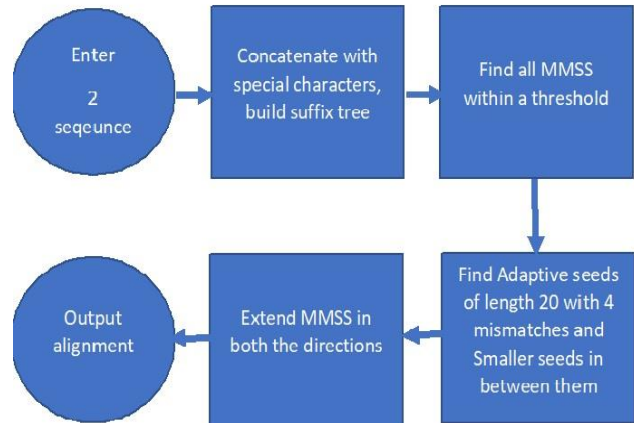 Enter
2
seqeunce
Concatenate with
special characters,
build suffix tree
Find all MMSS
within a threshold
Find Adaptive seeds
of length 20 with 4
mismatches and
Smaller seeds in
between them
Extend MMSS in
both the directions
Output
alignment